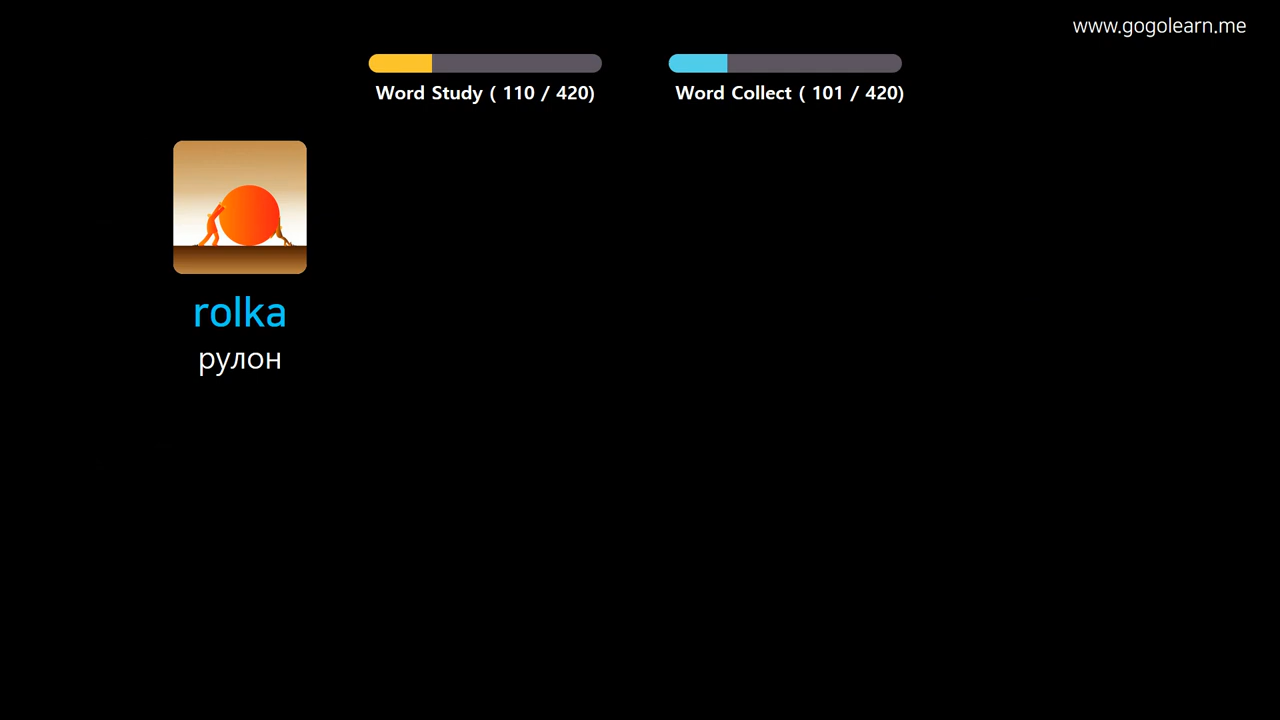 www.gogolearn.me
Word Study ( 110 / 420)
Word Collect ( 101 / 420)
rolka
рулон